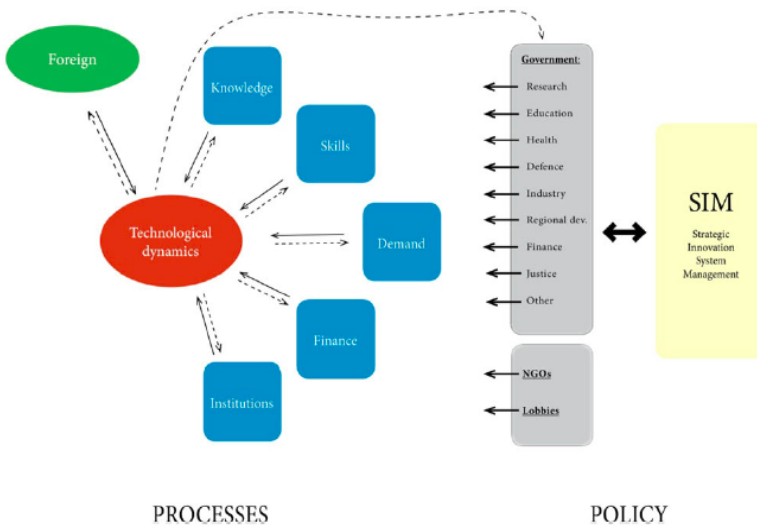 Foreign
Knowledge
Skills
Technological
dynamics
Demand
Finance
Institutions
Government:
Research
Education
Health
Defence
Industry
Regional dev.
Finance
Justice
Other
NGOs
Lobbies
SIM
Strategic
Innovation
System
Management
PROCESSES
POLICY